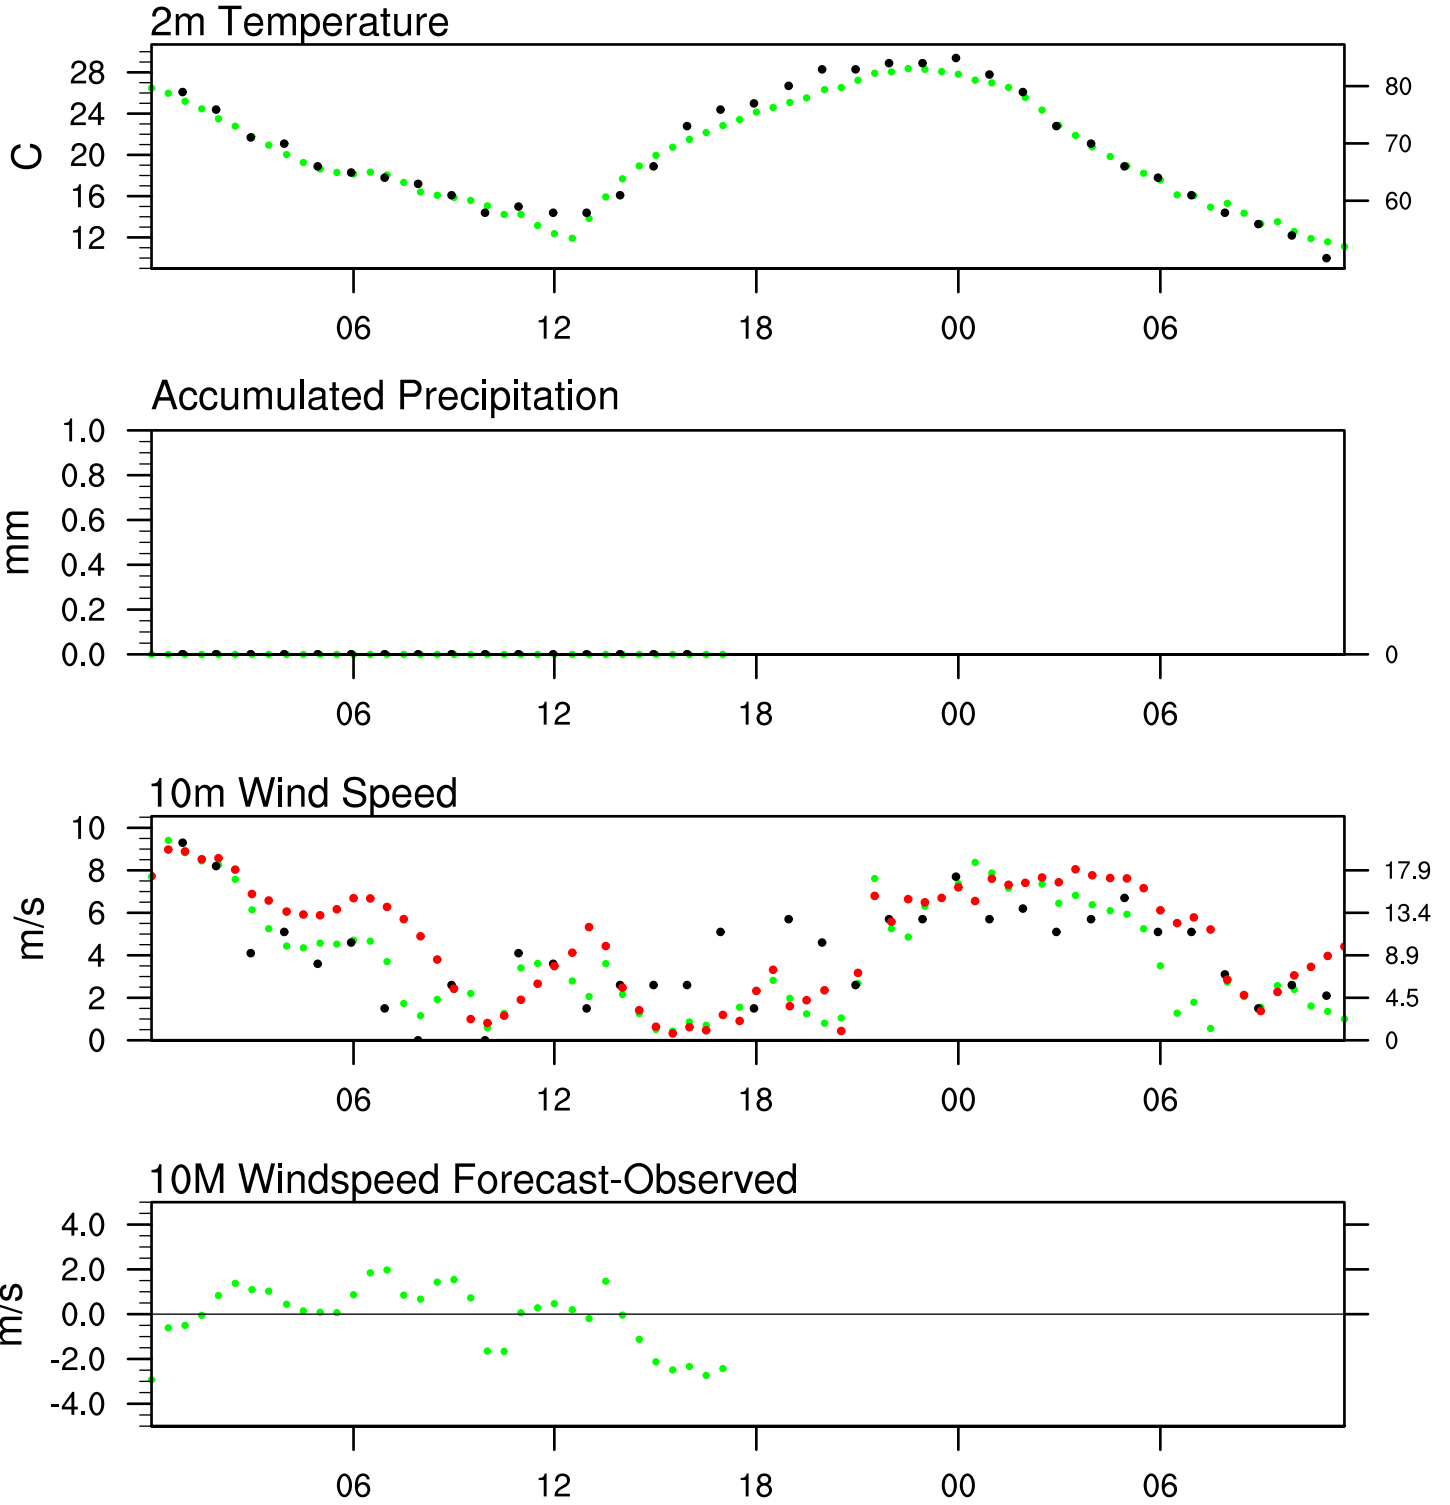 2m Temperature
28
24
20
16
12
C
80
70
60
06 12 18 00 06
Accumulated Precipitation
1.0
0.8
0.6
0.4
0.2
0.0
mm
0
06 12 18 00 06
10m Wind Speed
10
8
6
4
2
0
m/s
17.9
13.4
8.9
4.5
0
06 12 18 00 06
10M Windspeed Forecast-Observed
4.0
2.0
0.0
-2.0
-4.0
m/s
06 12 18 00 06